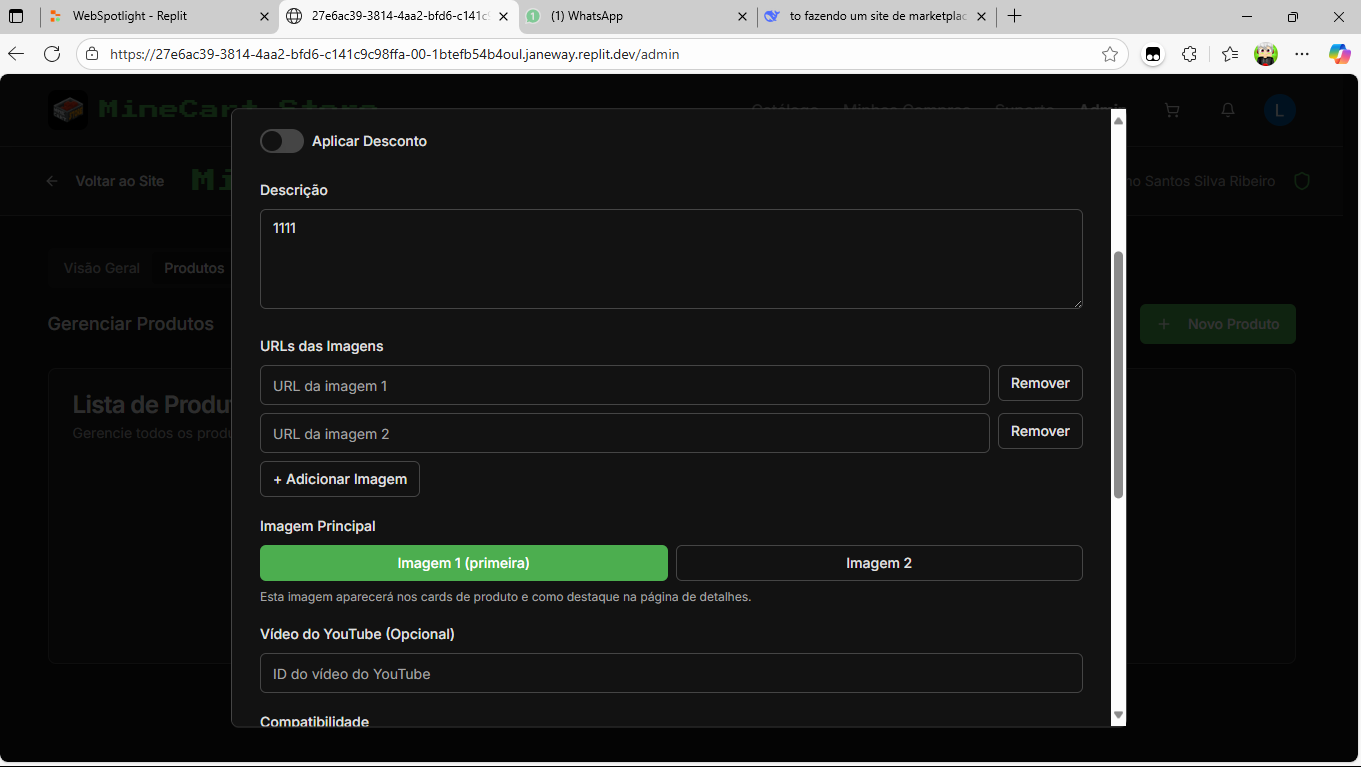 WebSpotlight - Replit
27e6ac39-3814-4aa2-bfd6-c141c9
(1) WhatsApp
to fazendo um site de marketplac
https://27e6ac39-3814-4aa2-bfd6-c141c9c98ffa-00-1btefb54b4oul.janeway.replit.dev/admin
MineCart Store
Catálogo Minhas Compras Suporte Admin
L
Voltar ao Site
Mi
no Santos Silva Ribeiro
Visão Geral
Produtos
Gerenciar Produtos
+ Novo Produto
Lista de Produ
Gerencie todos os produ
Aplicar Desconto
Descrição
1111
URLs das Imagens
URL da imagem 1
Remover
URL da imagem 2
Remover
+ Adicionar Imagem
Imagem Principal
Imagem 1 (primeira)
Imagem 2
Esta imagem aparecerá nos cards de produto e como destaque na página de detalhes.
Vídeo do YouTube (Opcional)
ID do vídeo do YouTube
Compatibilidade